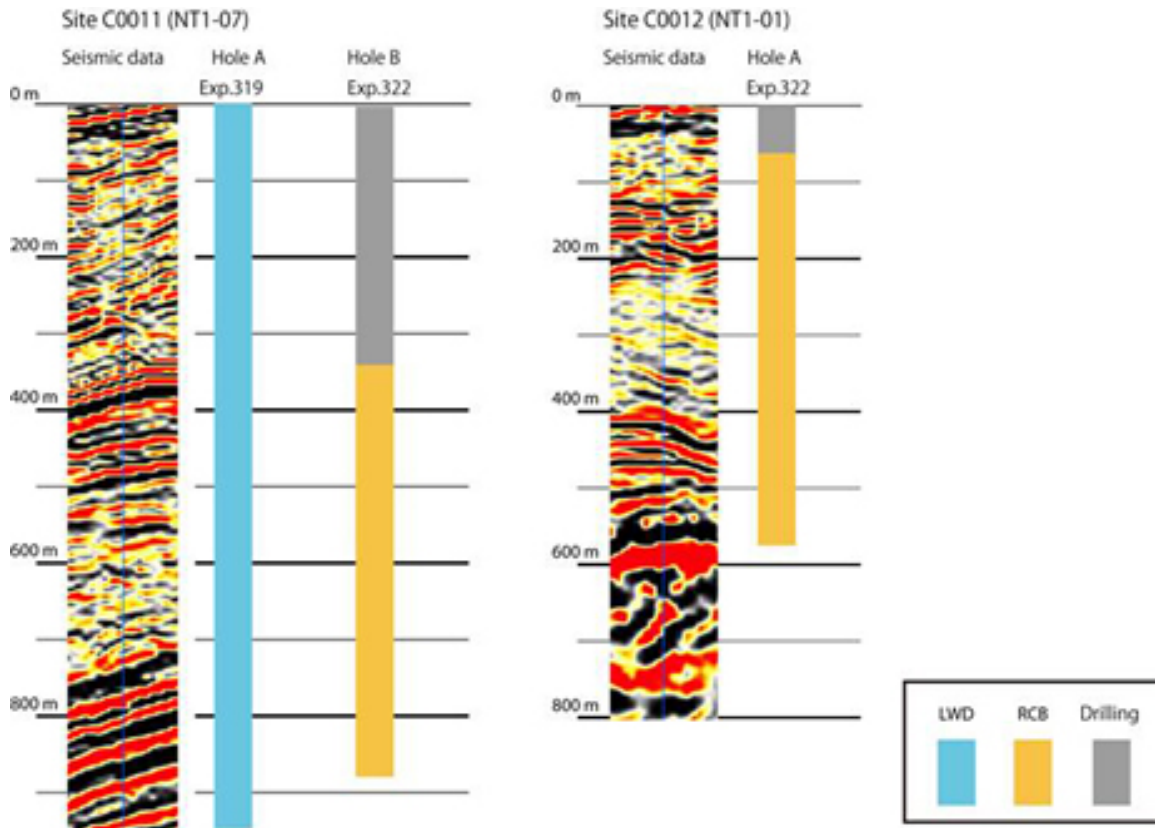 Site C0011 (NT1-07)
Seismic data
Hole A
Exp.319
Hole B
Exp.322
0 m
200 m
400 m
600 m
800 m
Site C0012 (NT1-01)
Seismic data
Hole A
Exp.322
0 m
200 m
400 m
600 m
800 m
LWD
RCB
Drilling